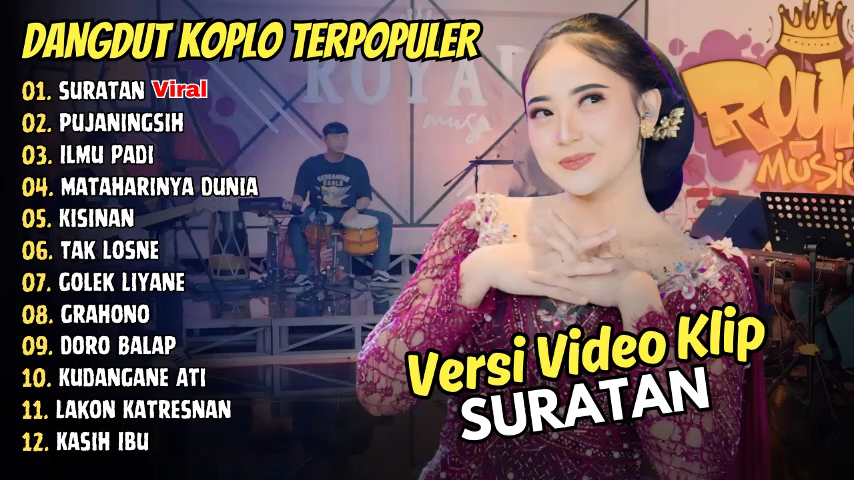 DANGDUT KOPLO TERPOPULER
01. SURATAN Viral
02. PUJANINGSIH
03. ILMU PADI
04. MATAHARINYA DUNIA
05. KISINAN
06. TAK LOSNE
07. GOLEK LIYANE
08. GRAHONO
09. DORO BALAP
10. KUDANGANE ATI
11. LAKON KATRESNAN
12. KASIH IBU
ROYA
MUSIC
Versi Video Klip
SURATAN